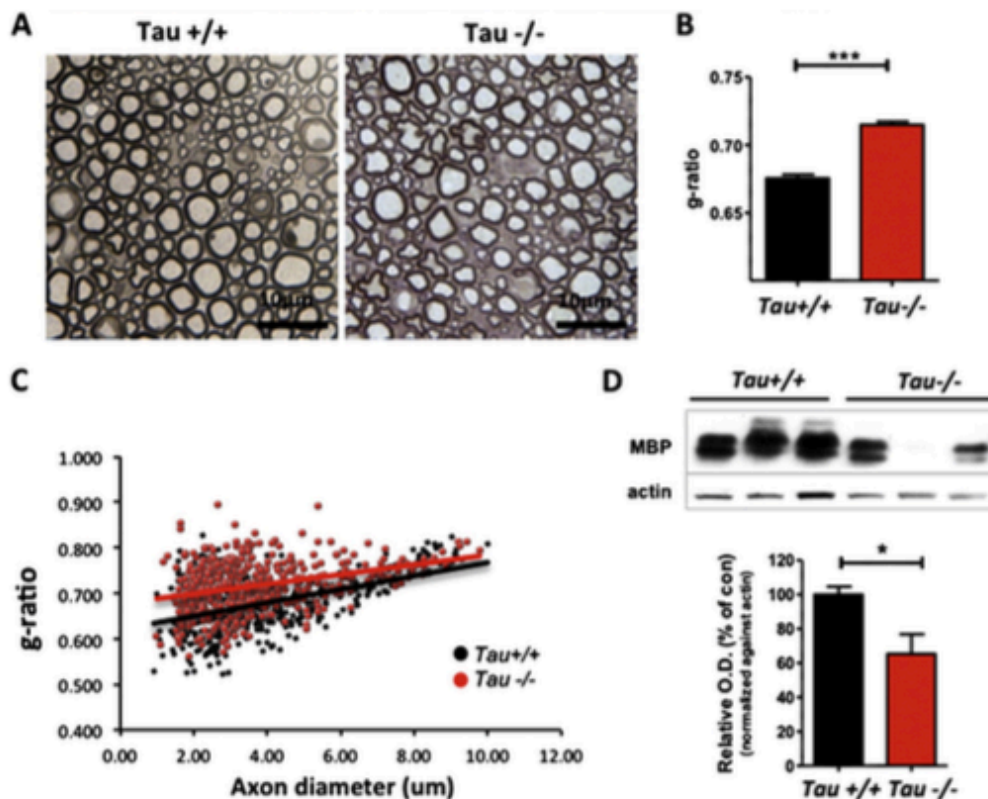 A
Tau +/+
Tau -/-
10μm
10μm
B
***
0.75
0.70
0.65
g-ratio
Tau+/+
Tau-/-
C
1.000
0.900
0.800
0.700
0.600
0.500
0.400
g-ratio
Tau+/+
Tau -/-
0.00
2.00
4.00
6.00
8.00
10.00
12.00
Axon diameter (um)
D
Tau+/+
Tau-/-
MBP
actin
*
120
100
80
60
40
20
0
Relative O.D. (% of con)
(normalized against actin)
Tau +/+
Tau -/-